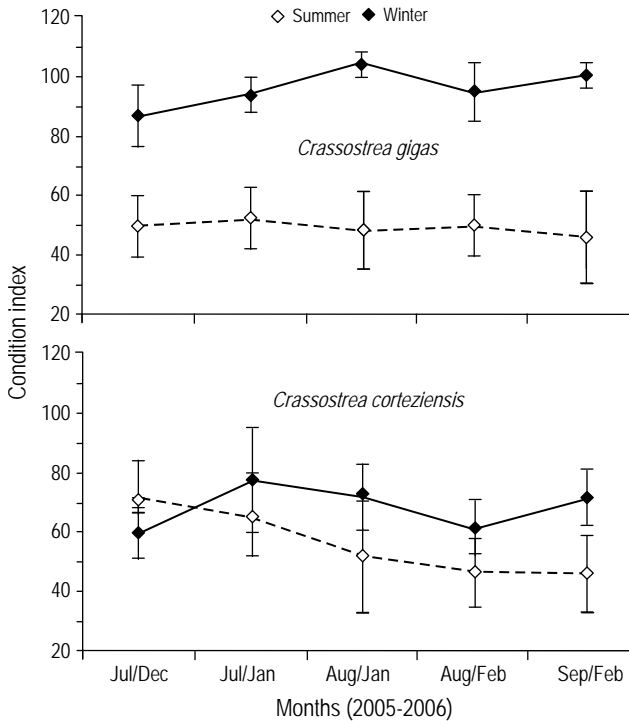 Summer Winter
120
100
80
60
40
20
Crassostrea gigas
Condition index
120
100
80
60
40
20
Crassostrea corteziensis
Jul/Dec Jul/Jan Aug/Jan Aug/Feb Sep/Feb
Months (2005-2006)